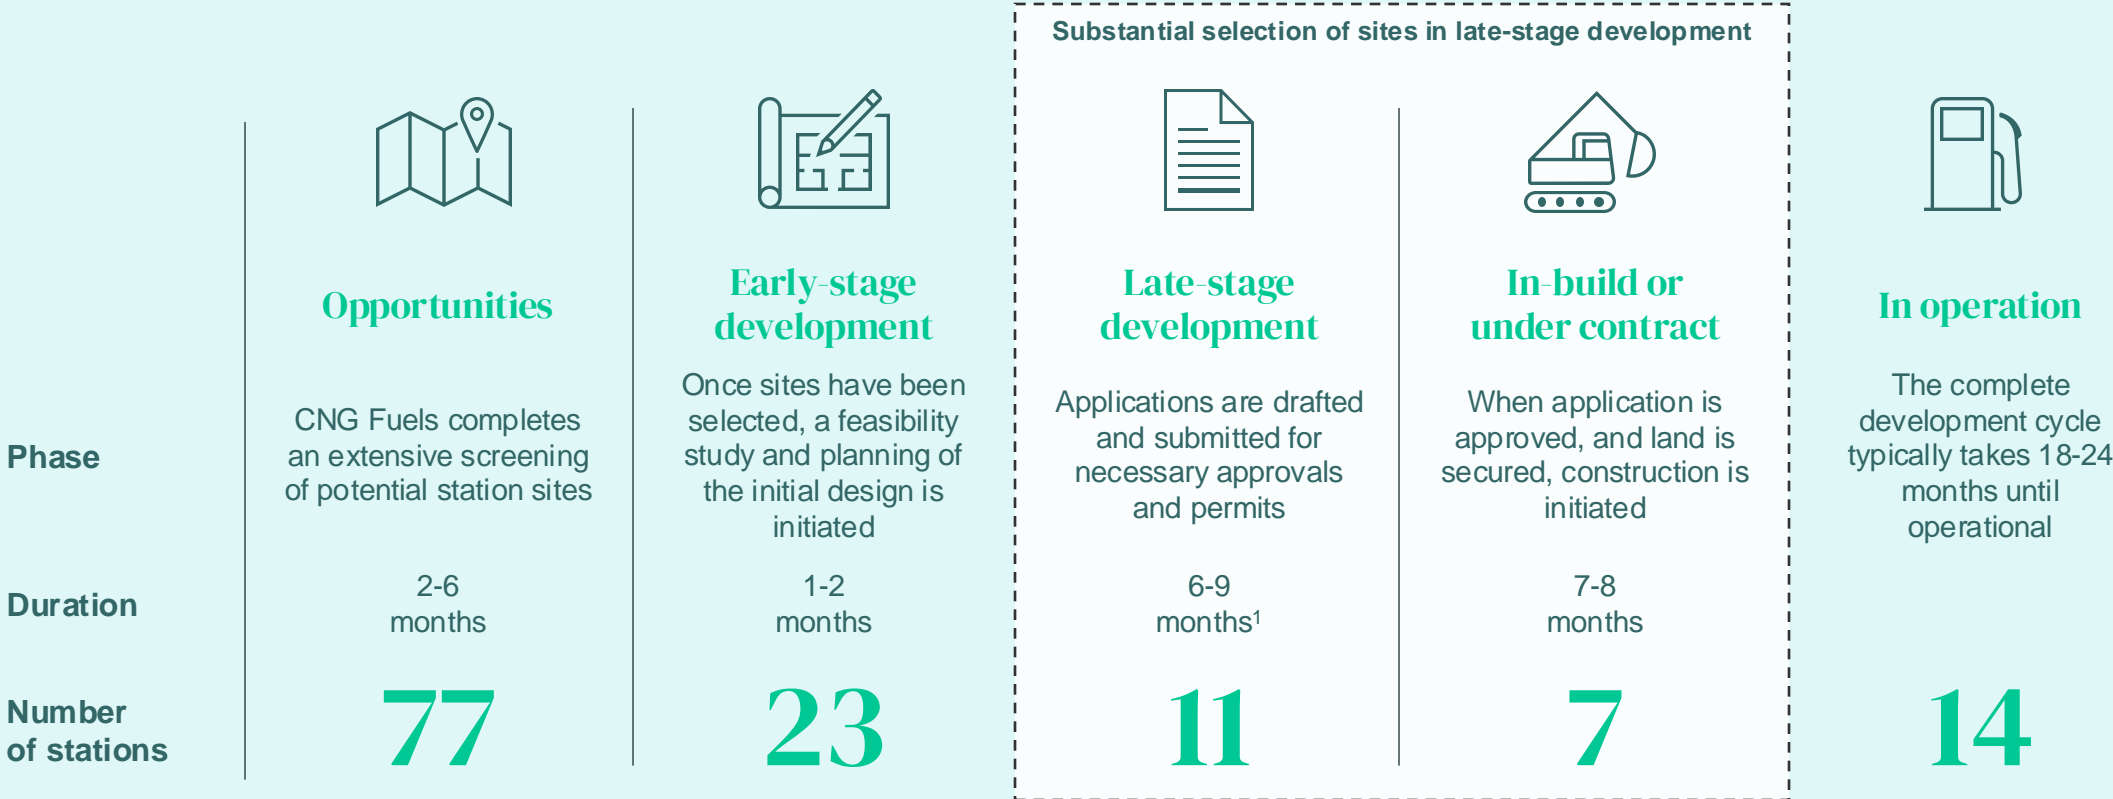 Substantial selection of sites in late-stage development
Opportunities
Early-stage
development
Late-stage
development
In-build or
under contract
In operation
Phase
CNG Fuels completes
an extensive screening
of potential station sites
Once sites have been
selected, a feasibility
study and planning of
the initial design is
initiated
Applications are drafted
and submitted for
necessary approvals
and permits
When application is
approved, and land is
secured, construction is
initiated
The complete
development cycle
typically takes 18-24
months until
operational
Duration
2-6
months
1-2
months
6-9
months¹
7-8
months
Number
of stations
77
23
11
7
14